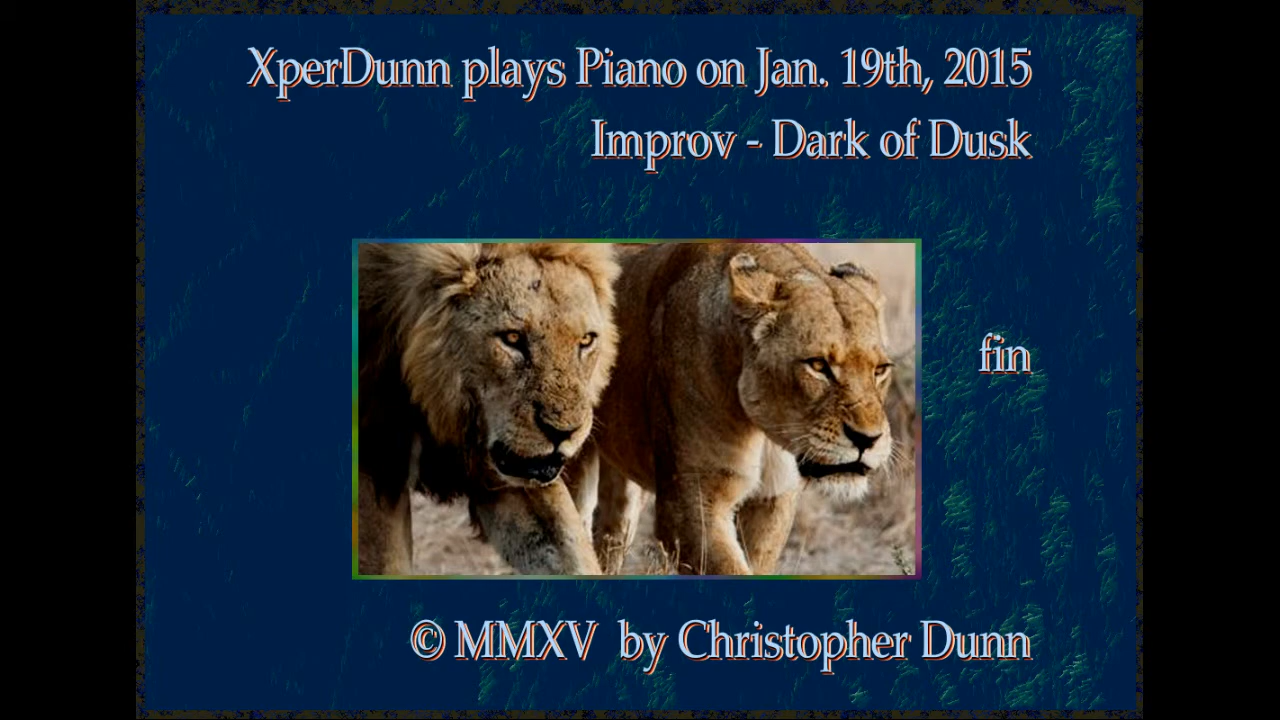 XperDunn plays Piano on Jan. 19th, 2015
Improv - Dark of Dusk
fin
© MMXV by Christopher Dunn